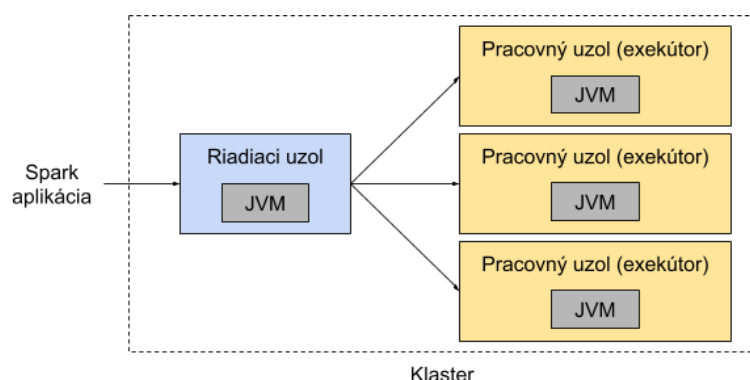 Spark
aplikácia
Riadiaci uzol
JVM
Pracovný uzol (exekútor)
JVM
Pracovný uzol (exekútor)
JVM
Pracovný uzol (exekútor)
JVM
Klaster